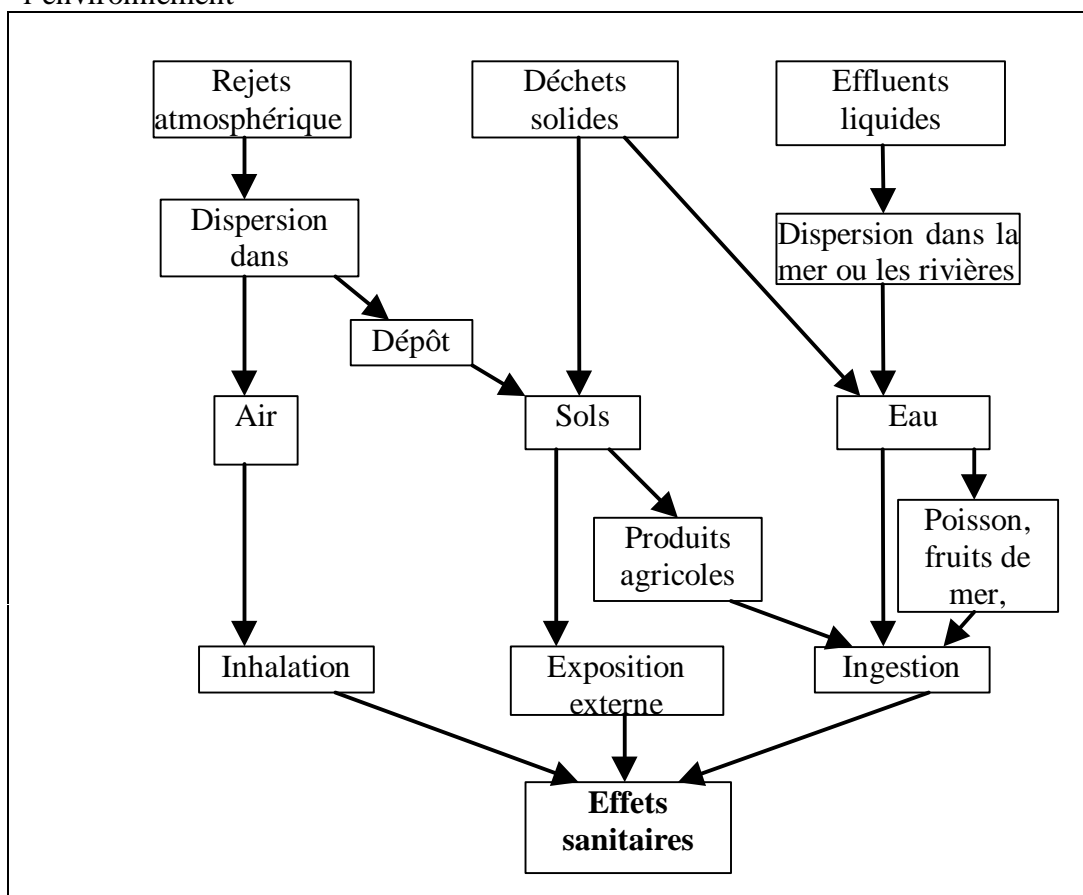 l'environnement
Rejets
atmosphérique
Déchets
solides
Effluents
liquides
Dispersion
dans
Dispersion dans la
mer ou les rivières
Dépôt
Air
Sols
Eau
Produits
agricoles
Poisson,
fruits de
mer,
Inhalation
Exposition
externe
Ingestion
Effets
sanitaires